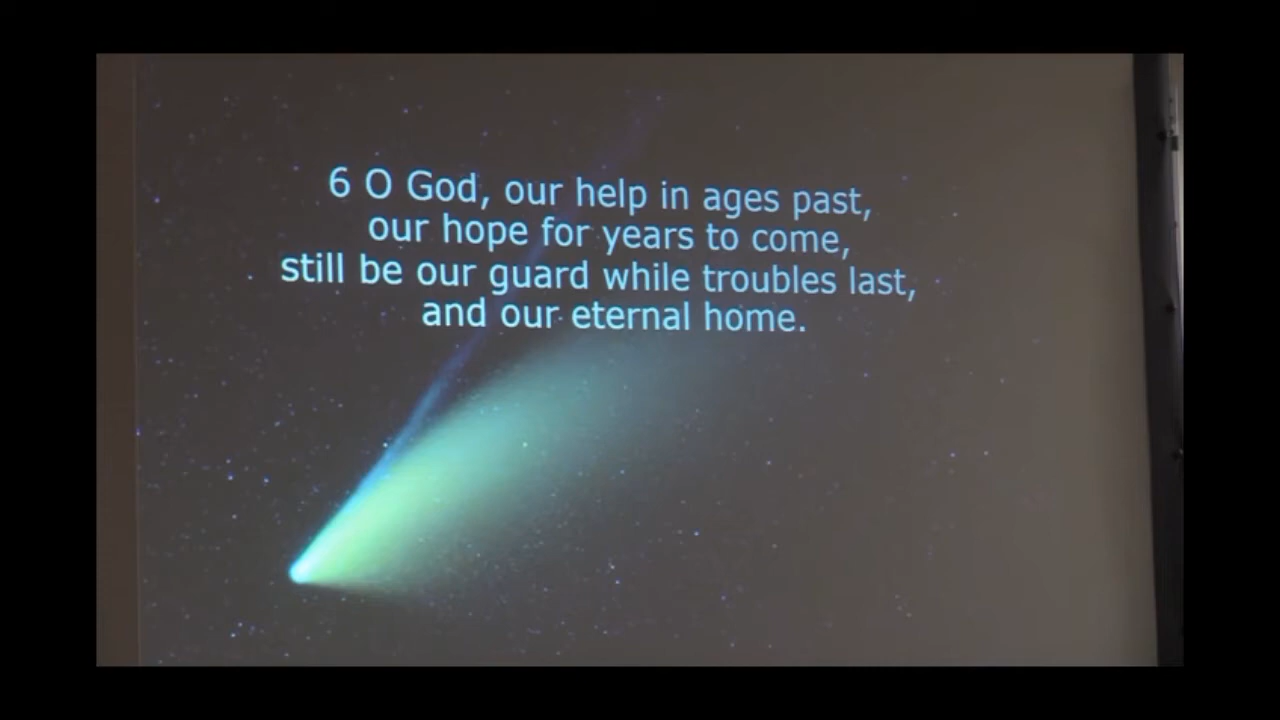 6 O God, our help in ages past,
our hope for years to come,
still be our guard while troubles last,
and our eternal home.